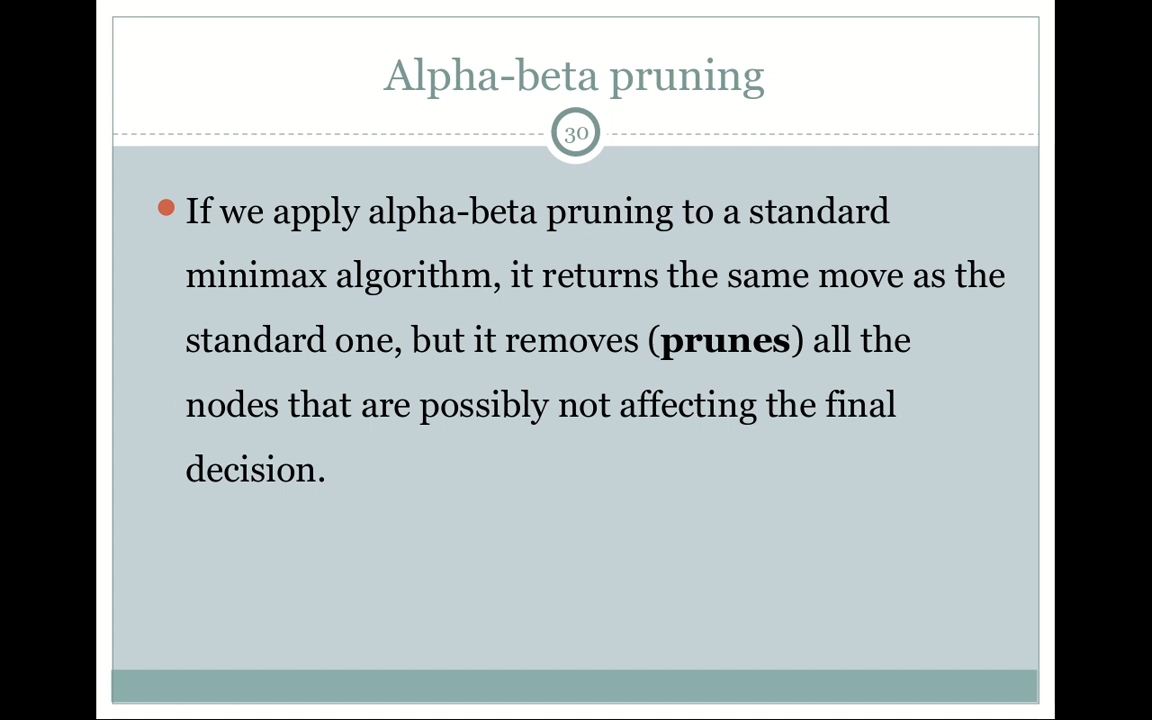 Alpha-beta pruning
30
If we apply alpha-beta pruning to a standard
minimax algorithm, it returns the same move as the
standard one, but it removes (prunes) all the
nodes that are possibly not affecting the final
decision.